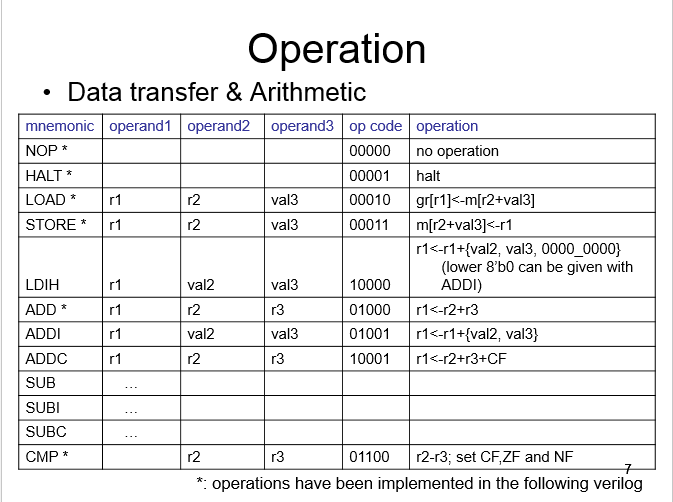 Operation
• Data transfer & Arithmetic
mnemonic operand1 operand2 operand3 op code operation
NOP * 00000 no operation
HALT * 00001 halt
LOAD * r1 r2 val3 00010 gr[r1]<-m[r2+val3]
STORE * r1 r2 val3 00011 m[r2+val3]<-r1
r1<-r1+{val2, val3, 0000_0000}
(lower 8'b0 can be given with
LDIH r1 val2 val3 10000 ADDI)
ADD * r1 r2 r3 01000 r1<-r2+r3
ADDI r1 val2 val3 01001 r1<-r1+{val2, val3}
ADDC r1 r2 r3 10001 r1<-r2+r3+CF
SUB …
SUBI …
SUBC …
CMP * r2 r3 01100 r2-r3; set CF,ZF and NF
7
*: operations have been implemented in the following verilog